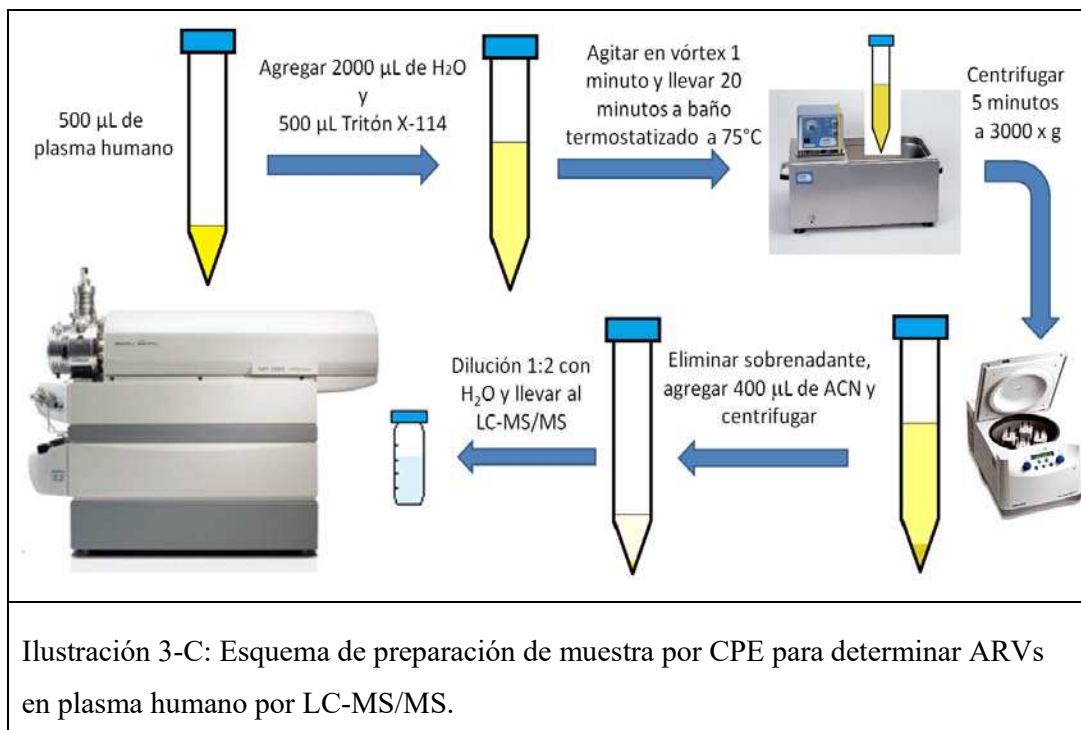 500 µL de
plasma humano
Agregar 2000 µL de H2O
y
500 µL Tritón X-114
Agitar en vórtex 1
minuto y llevar 20
minutos a baño
termostatizado a 75°C
Centrifugar
5 minutos
a 3000 x g
Eliminar sobrenadante,
agregar 400 µL de ACN y
centrifugar
Dilución 1:2 con
H₂O y llevar al
LC-MS/MS
Ilustración 3-C: Esquema de preparación de muestra por CPE para determinar ARVs
en plasma humano por LC-MS/MS.